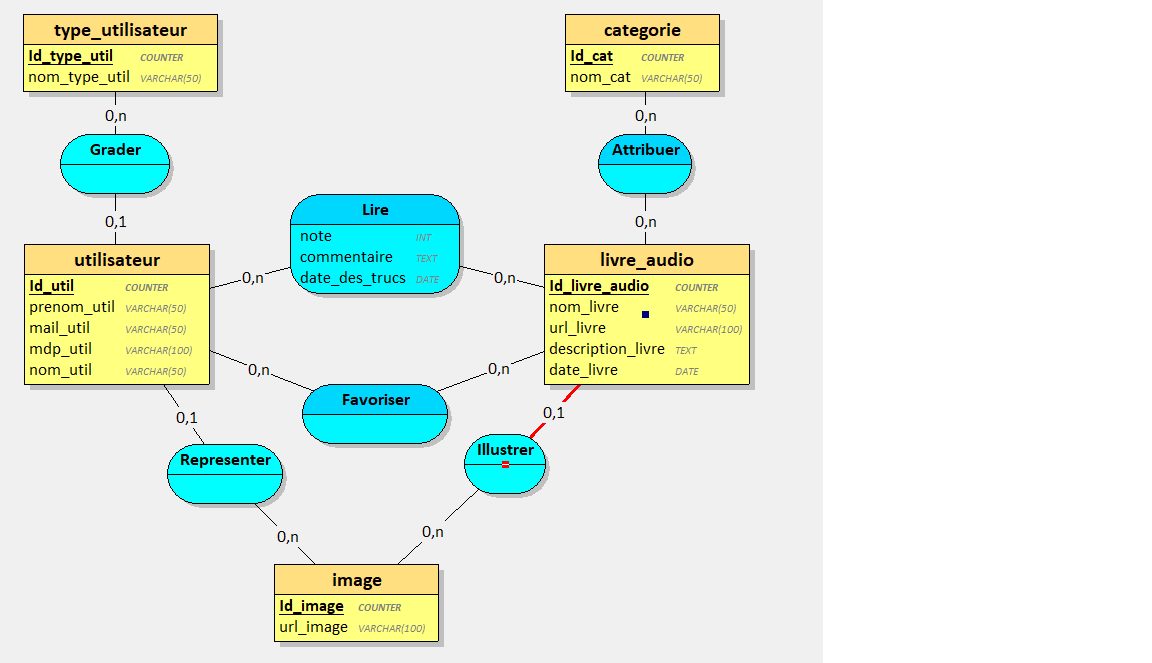 type_utilisateur
Id_type_util COUNTER
nom_type_util VARCHAR(50)
categorie
Id_cat COUNTER
nom_cat VARCHAR(50)
0,n
0,n
Grader
Attribuer
0,1
0,n
Lire
note INT
commentaire TEXT
date_des_trucs DATE
utilisateur
Id_util COUNTER
prenom_util VARCHAR(50)
mail_util VARCHAR(50)
mdp_util VARCHAR(100)
nom_util VARCHAR(50)
0,n
0,n
livre_audio
Id_livre_audio COUNTER
nom_livre VARCHAR(50)
url_livre VARCHAR(100)
description_livre TEXT
date_livre DATE
0,n
0,n
Favoriser
0,1
0,1
Representer
Illustrer
0,n
0,n
image
Id_image COUNTER
url_image VARCHAR(100)